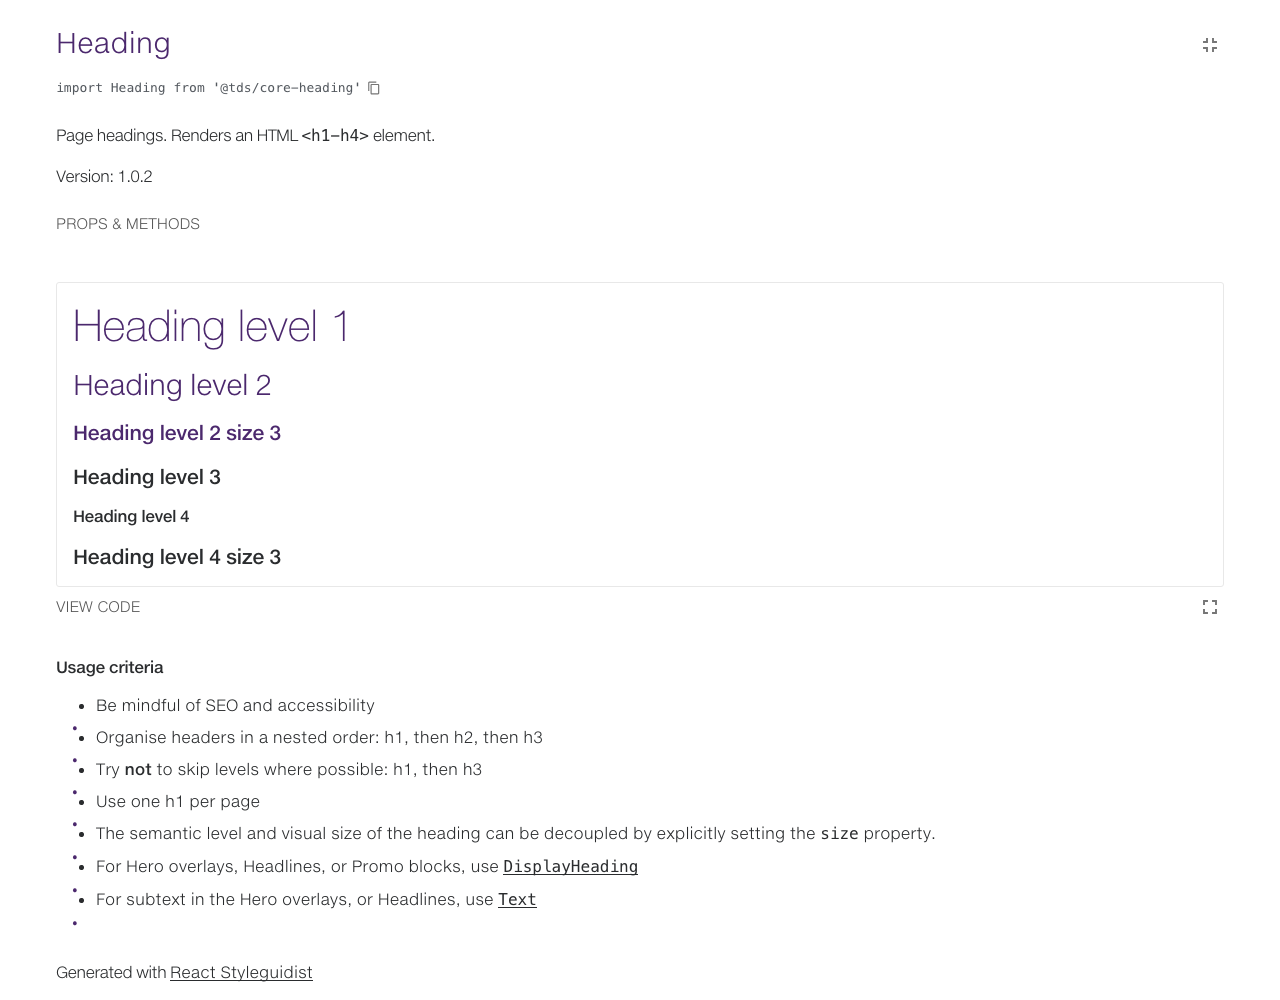 Heading
import Heading from '@tds/core-heading'
Page headings. Renders an HTML <h1-h4> element.
Version: 1.0.2
PROPS & METHODS
Heading level 1
Heading level 2
Heading level 2 size 3
Heading level 3
Heading level 4
Heading level 4 size 3
VIEW CODE
Usage criteria
• Be mindful of SEO and accessibility
• Organise headers in a nested order: h1, then h2, then h3
• Try not to skip levels where possible: h1, then h3
• Use one h1 per page
• The semantic level and visual size of the heading can be decoupled by explicitly setting the size property.
• For Hero overlays, Headlines, or Promo blocks, use DisplayHeading
• For subtext in the Hero overlays, or Headlines, use Text
Generated with React Styleguidist